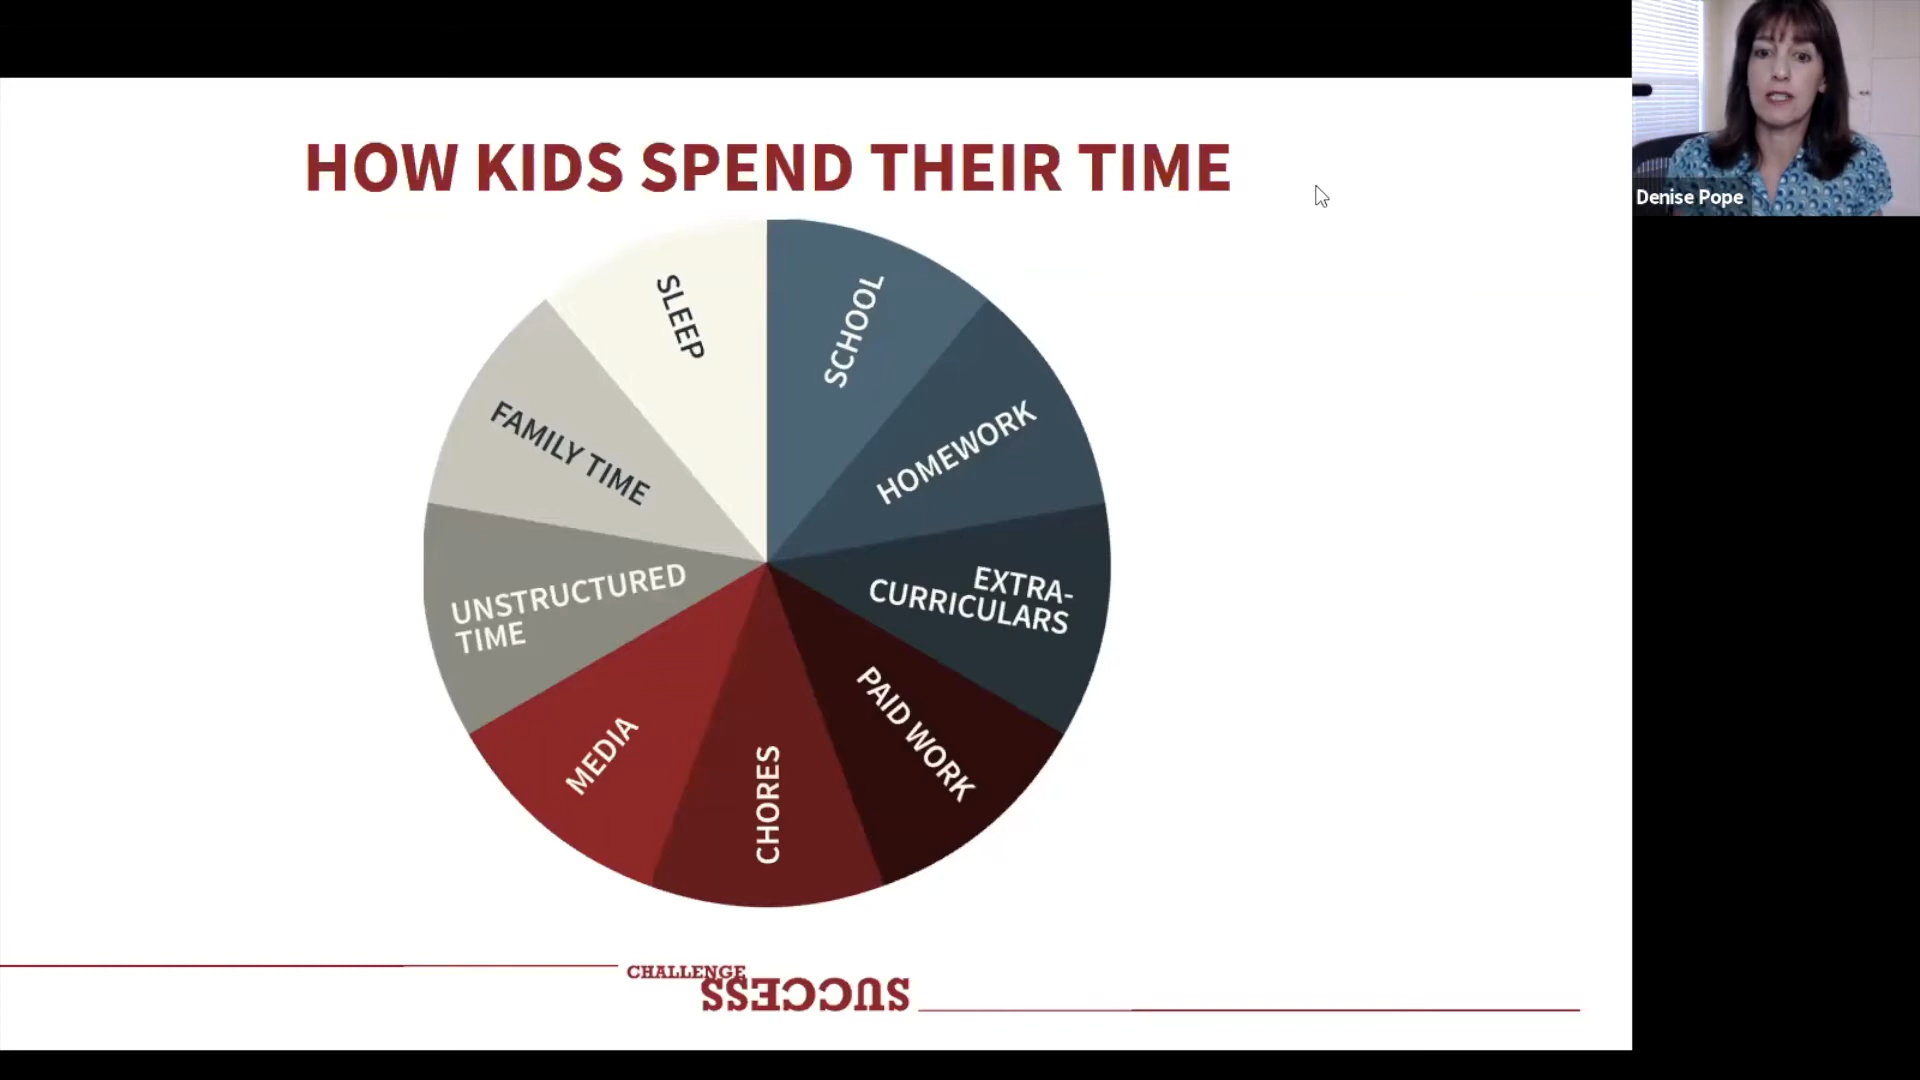 HOW KIDS SPEND THEIR TIME
Denise Pope
SLEEP
SCHOOL
FAMILY TIME
HOMEWORK
UNSTRUCTURED
TIME
EXTRA-
CURRICULARS
MEDIA
CHORES
PAID WORK
CHALLENGE
SUCCESS